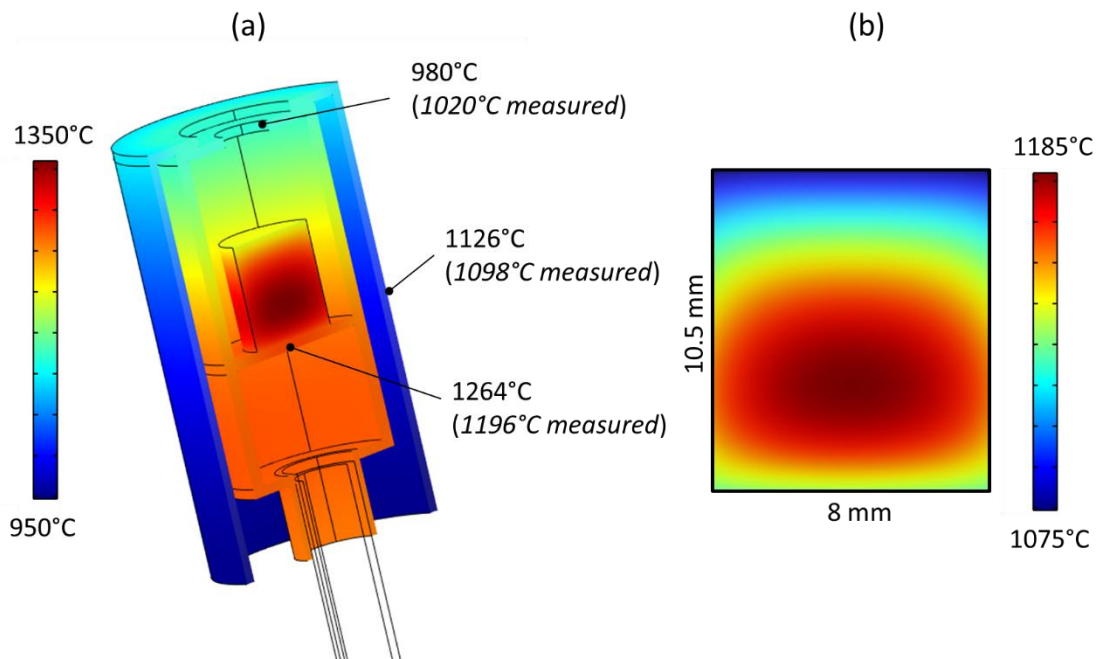 (a)
(b)
980°C
(1020°C measured)
1350°C
1185°C
1126°C
(1098°C measured)
10.5 mm
1264°C
(1196°C measured)
950°C
8 mm
1075°C